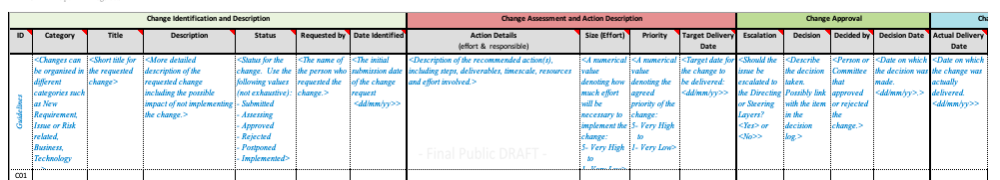 Change Identification and Description
Change Assessment and Action Description
Change Approval
ID
Category
Title
Description
Status
Requested by
Date Identified
Action Details
(effort & responsible)
Size (Effort)
Priority
Target Delivery
Date
Escalation
Decision
Decided by
Decision Date
Actual Delivery
Date
Guidelines
<Changes can
be organised in
different
categories such
as New
Requirement,
Issue or Risk
related,
Business,
Technology
<Short title for
the requested
change>
<More detailed
description of the
requested change
including the possible
impact of not implementing
the change.>
<Status for the
change. Use the
following values
(not exhaustive):
- Submitted
- Assessing
- Approved
- Rejected
- Postponed
- Implemented>
<The name of
the person who
requested the
change.>
<The initial
submission date
of the change
request
<dd/mm/yy>>
<Description of the recommended action(s),
including steps, deliverables, timescale, resources
and effort involved.>
<A numerical
value
denoting how
much effort
will be
necessary to
implement the
change:
5- Very High
to
<A numerical
value
denoting the
agreed
priority of the
change:
5- Very High
to
1- Very Low>
<Target date for
the change to
be delivered:
<dd/mm/yy>>
<Should the
issue be
escalated to
the Directing
or Steering
Layers?
<Yes> or
<No>>
<Describe
the decision
taken.
Possibly link
with the item
in the
decision
log.>
<Person or
Committee
that
approved
or rejected
the
change.>
<Date on which
the decision was
made.
<dd/mm/yy>.>
<Date on which
the change was
actually
delivered.
<dd/mm/yy>>
- Final Public DRAFT -
C01